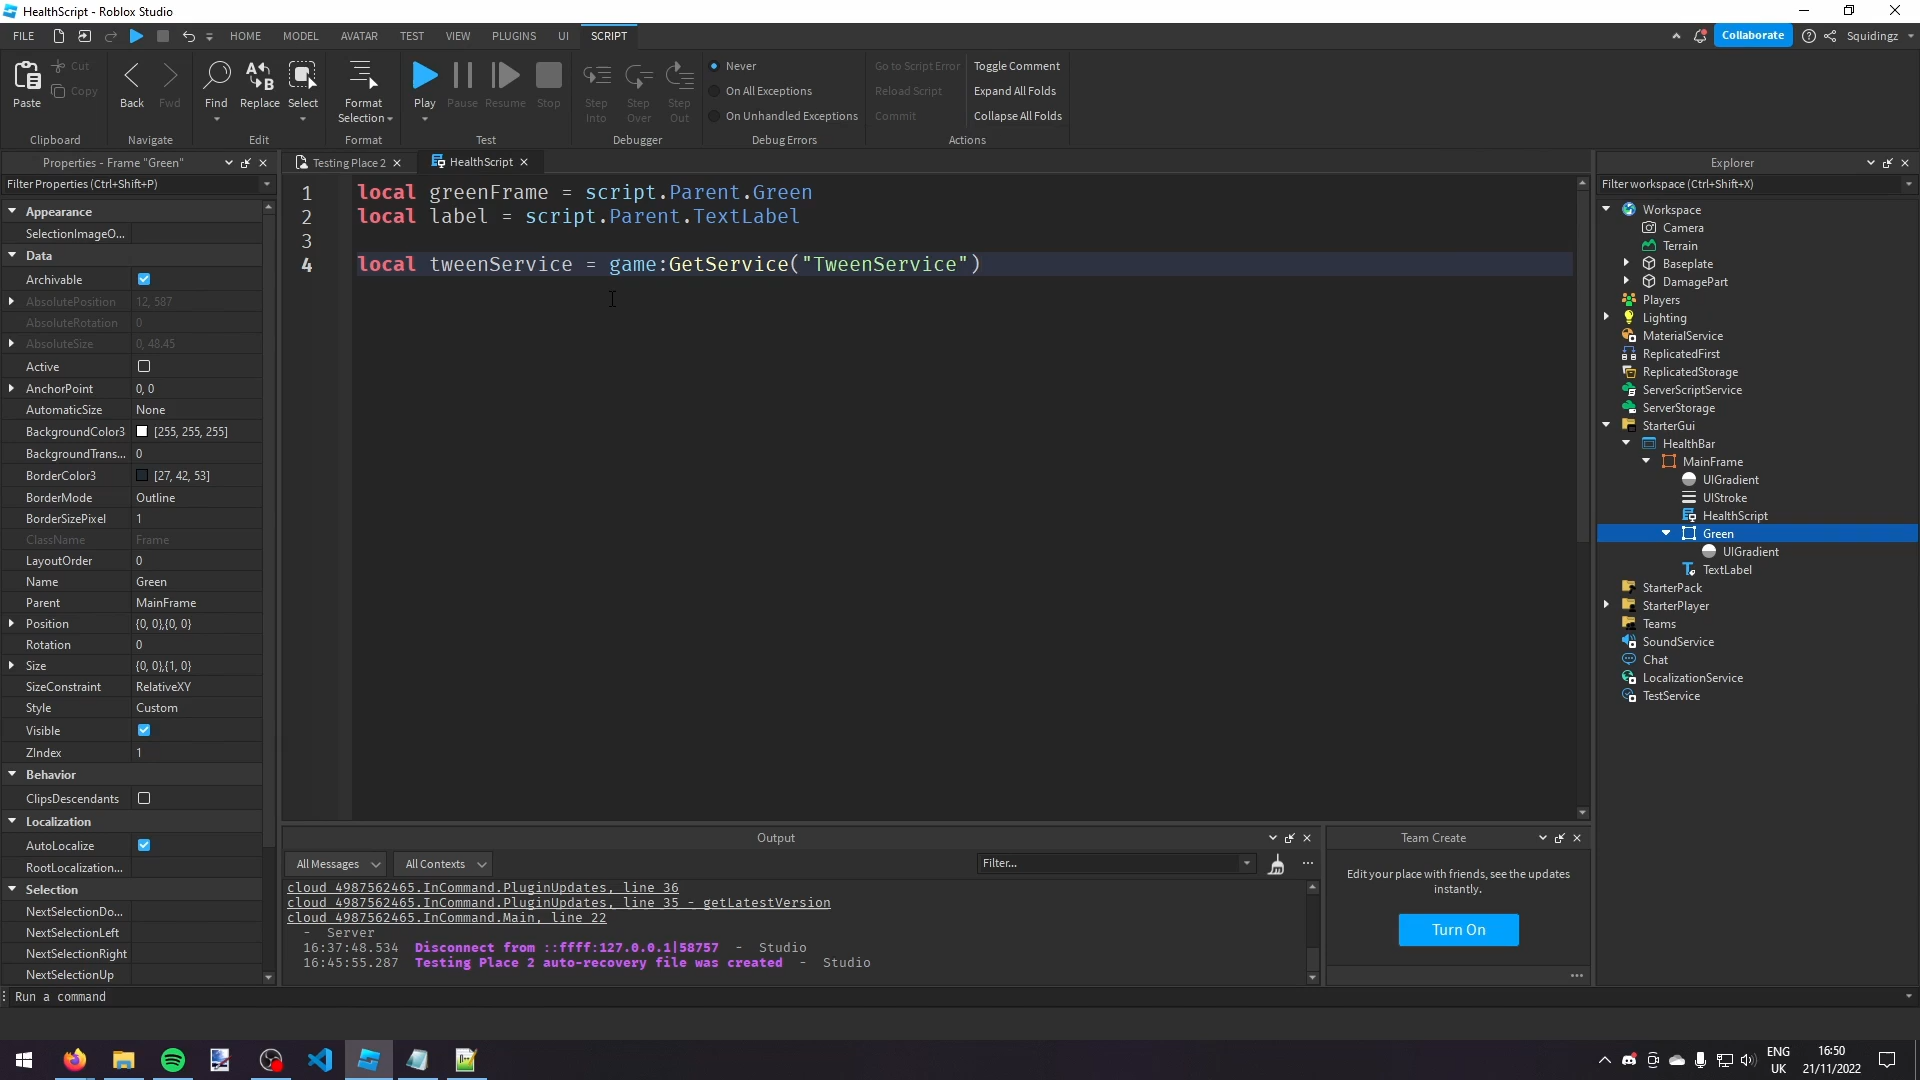 HealthScript - Roblox Studio
FILE HOME MODEL AVATAR TEST VIEW PLUGINS UI SCRIPT Collaborate Squidingz
Paste
Cut
Copy
Clipboard
Back
Fwd
Navigate
Find
Replace
Select
Edit
Format
Selection
Format
Play
Pause
Resume
Stop
Test
Step
Into
Step
Over
Step
Out
Debugger
Never
On All Exceptions
On Unhandled Exceptions
Debug Errors
Go to Script Error
Reload Script
Commit
Toggle Comment
Expand All Folds
Collapse All Folds
Actions
Properties - Frame "Green"
Filter Properties (Ctrl+Shift+P)
Appearance
SelectionImageO...
Data
Archivable
AbsolutePosition 12, 587
AbsoluteRotation 0
AbsoluteSize 0, 48.45
Active
AnchorPoint 0, 0
AutomaticSize None
BackgroundColor3 [255, 255, 255]
BackgroundTrans... 0
BorderColor3 [27, 42, 53]
BorderMode Outline
BorderSizePixel 1
ClassName Frame
LayoutOrder 0
Name Green
Parent MainFrame
Position {0, 0},{0, 0}
Rotation 0
Size {0, 0},{1, 0}
SizeConstraint RelativeXY
Style Custom
Visible
ZIndex 1
Behavior
ClipsDescendants
Localization
AutoLocalize
RootLocalization...
Selection
NextSelectionDo...
NextSelectionLeft
NextSelectionRight
NextSelectionUp
Testing Place 2
HealthScript
1 local greenFrame = script.Parent.Green
2 local label = script.Parent.TextLabel
3
4 local tweenService = game:GetService("TweenService")
Output
All Messages All Contexts Filter...
cloud_4987562465.InCommand.PluginUpdates, line 36
cloud_4987562465.InCommand.PluginUpdates, line 35 - getLatestVersion
cloud_4987562465.InCommand.Main, line 22
- Server
16:37:48.534 Disconnect from ::ffff:127.0.0.1|58757 - Studio
16:45:55.287 Testing Place 2 auto-recovery file was created - Studio
Team Create
Edit your place with friends, see the updates
instantly.
Turn On
Explorer
Filter workspace (Ctrl+Shift+X)
Workspace
Camera
Terrain
Baseplate
DamagePart
Players
Lighting
MaterialService
ReplicatedFirst
ReplicatedStorage
ServerScriptService
ServerStorage
StarterGui
HealthBar
MainFrame
UIGradient
UIStroke
HealthScript
Green
UIGradient
TextLabel
StarterPack
StarterPlayer
Teams
SoundService
Chat
LocalizationService
TestService
Run a command
ENG
UK
16:50
21/11/2022